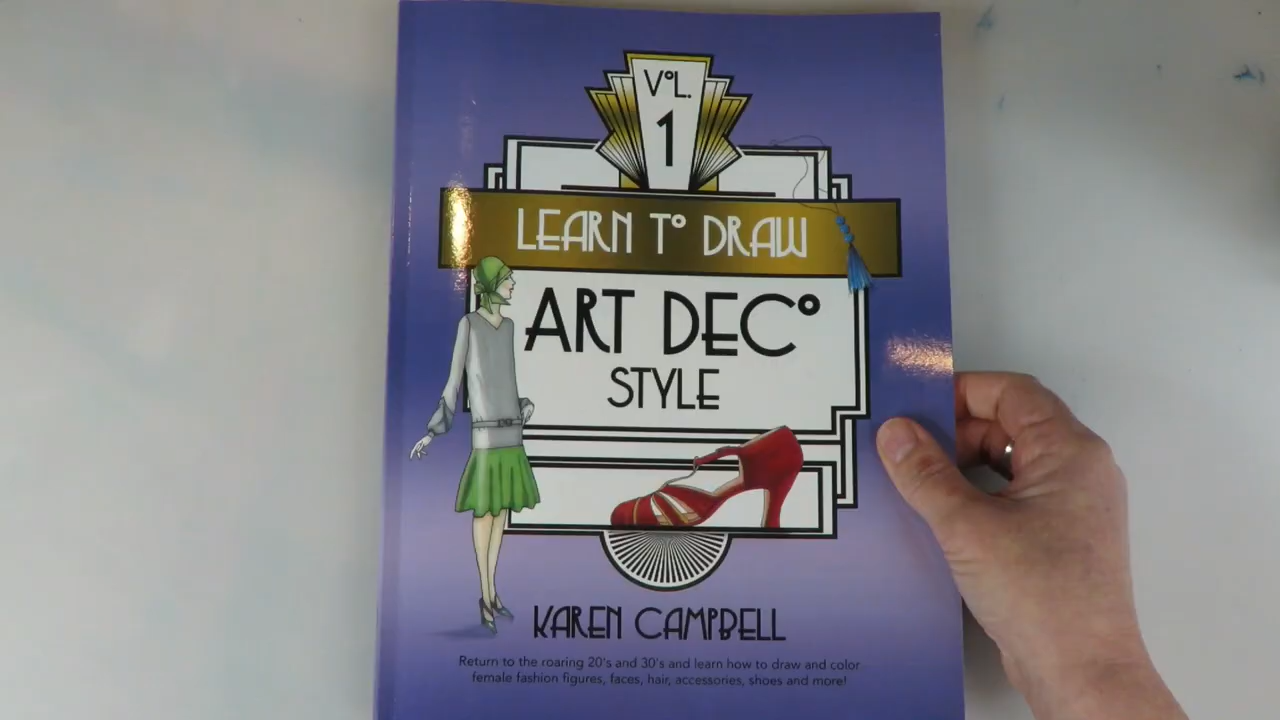 VOL.
1
LEARN TO DRAW
ART DECO
STYLE
KAREN CAMPBELL
Return to the roaring 20's and 30's and learn how to draw and color
female fashion figures, faces, hair, accessories, shoes and more!